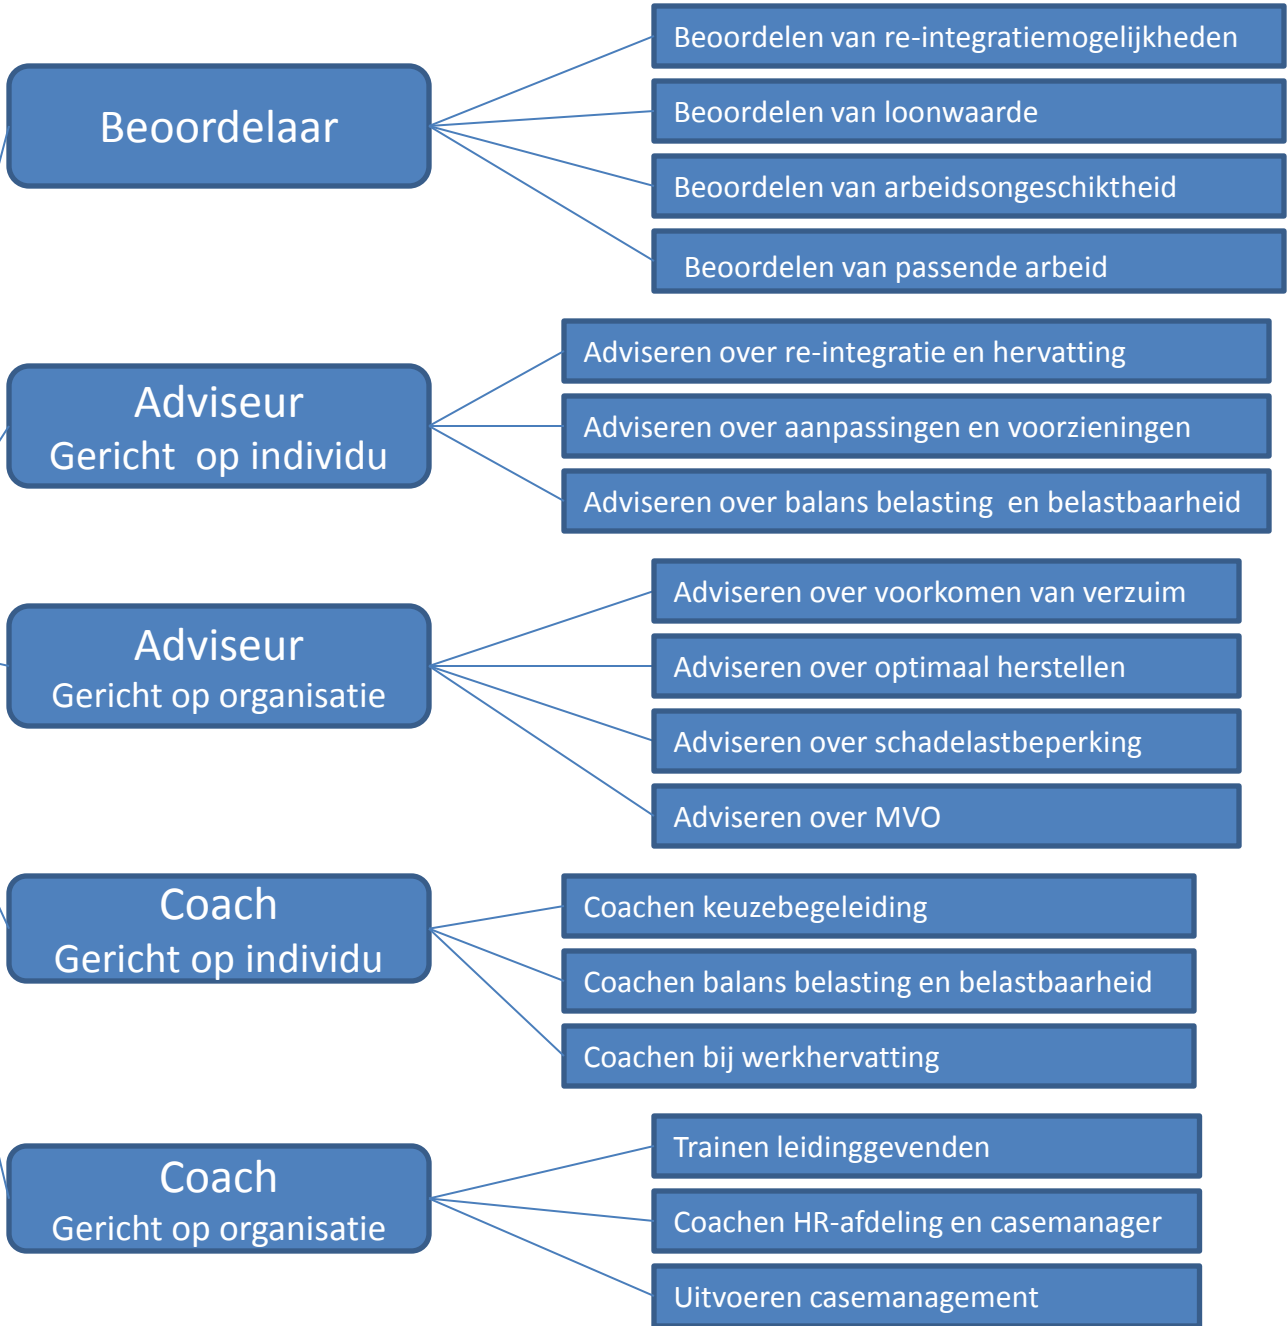 Beoordelaar
Beoordelen van re-integratiemogelijkheden
Beoordelen van loonwaarde
Beoordelen van arbeidsongeschiktheid
Beoordelen van passende arbeid
Adviseur
Gericht op individu
Adviseren over re-integratie en hervatting
Adviseren over aanpassingen en voorzieningen
Adviseren over balans belasting en belastbaarheid
Adviseur
Gericht op organisatie
Adviseren over voorkomen van verzuim
Adviseren over optimaal herstellen
Adviseren over schadelastbeperking
Adviseren over MVO
Coach
Gericht op individu
Coachen keuzebegeleiding
Coachen balans belasting en belastbaarheid
Coachen bij werkhervatting
Coach
Gericht op organisatie
Trainen leidinggevenden
Coachen HR-afdeling en casemanager
Uitvoeren casemanagement